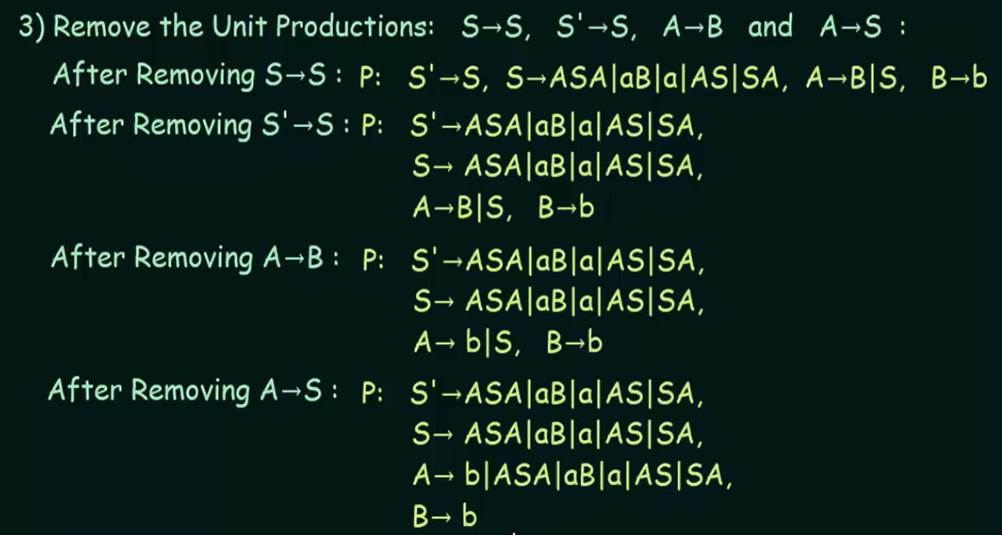 3) Remove the Unit Productions: S→S, S'→S, A→B and A→S :
After Removing S→S : P: S'→S, S→ASA|aB|a|AS|SA, A→B|S, B→b
After Removing S'→S : P: S'→ASA|aB|a|AS|SA,
S→ ASA|aB|a|AS|SA,
A→B|S, B→b
After Removing A→B : P: S'→ASA|aB|a|AS|SA,
S→ ASA|aB|a|AS|SA,
A→ b|S, B→b
After Removing A→S : P: S'→ASA|aB|a|AS|SA,
S→ ASA|aB|a|AS|SA,
A→ b|ASA|aB|a|AS|SA,
B→ b